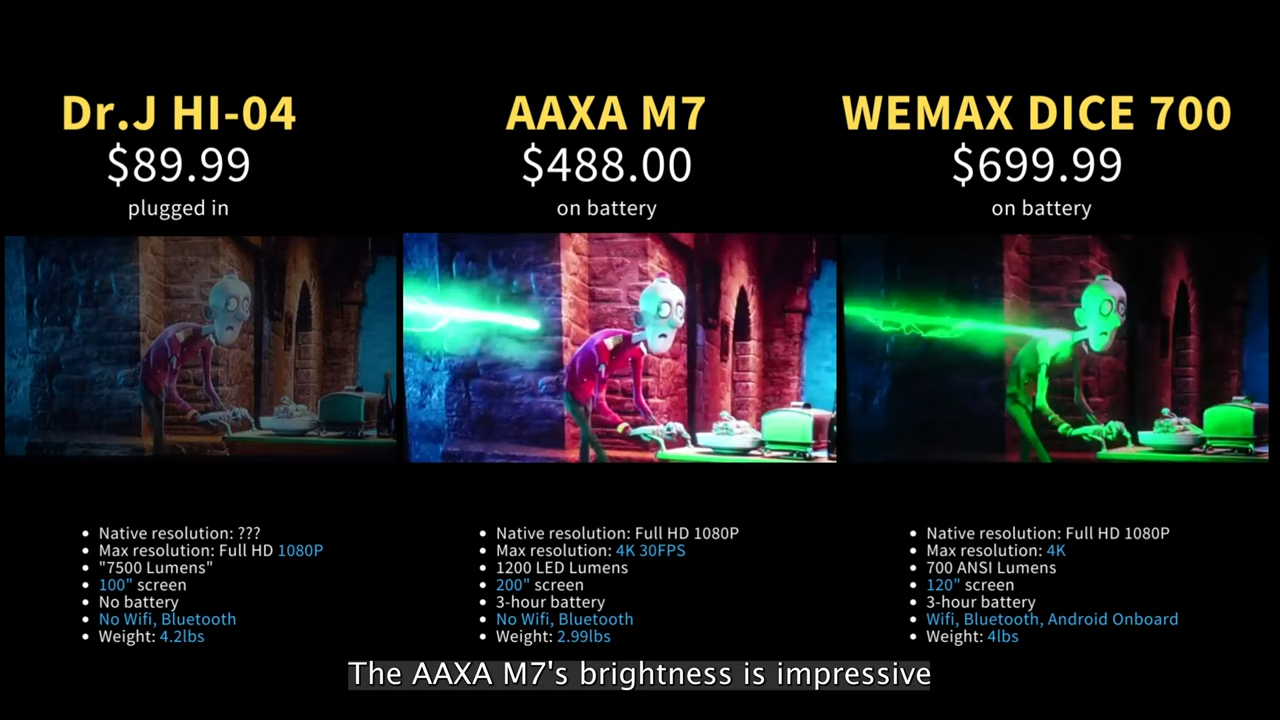 Dr.J HI-04
$89.99
plugged in
AAXA M7
$488.00
on battery
WEMAX DICE 700
$699.99
on battery
• Native resolution: ???
• Max resolution: Full HD 1080P
• "7500 Lumens"
• 100" screen
• No battery
• No Wifi, Bluetooth
• Weight: 4.2lbs
• Native resolution: Full HD 1080P
• Max resolution: 4K 30FPS
• 1200 LED Lumens
• 200" screen
• 3-hour battery
• No Wifi, Bluetooth
• Weight: 2.99lbs
• Native resolution: Full HD 1080P
• Max resolution: 4K
• 700 ANSI Lumens
• 120" screen
• 3-hour battery
• Wifi, Bluetooth, Android Onboard
• Weight: 4lbs
The AAXA M7's brightness is impressive